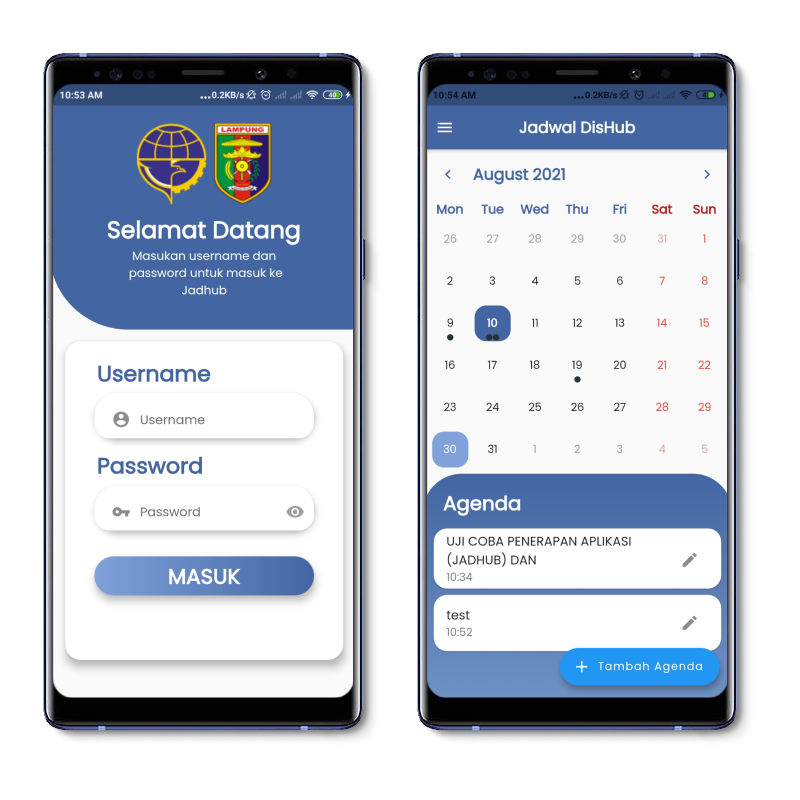 10:53 AM
...0.2KB/s
40
LAMPUNG
Selamat Datang
Masukan username dan
password untuk masuk ke
Jadhub
Username
Username
Password
Password
MASUK
10:54 AM
...0.2KB/s
40
Jadwal DisHub
August 2021
Mon Tue Wed Thu Fri Sat Sun
26 27 28 29 30 31 1
2 3 4 5 6 7 8
9 10 11 12 13 14 15
16 17 18 19 20 21 22
23 24 25 26 27 28 29
30 31 1 2 3 4 5
Agenda
UJI COBA PENERAPAN APLIKASI
(JADHUB) DAN
10:34
test
10:52
+ Tambah Agenda